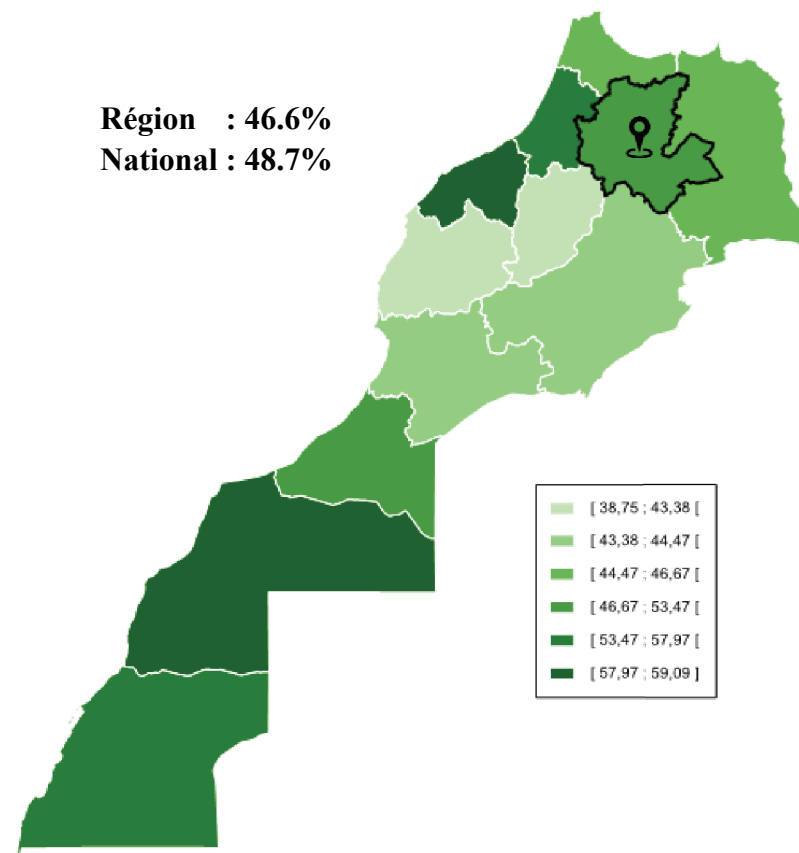 Région : 46.6%
National : 48.7%
[ 38,75 ; 43,38 [
[ 43,38 ; 44,47 [
[ 44,47 ; 46,67 [
[ 46,67 ; 53,47 [
[ 53,47 ; 57,97 [
[ 57,97 ; 59,09 ]